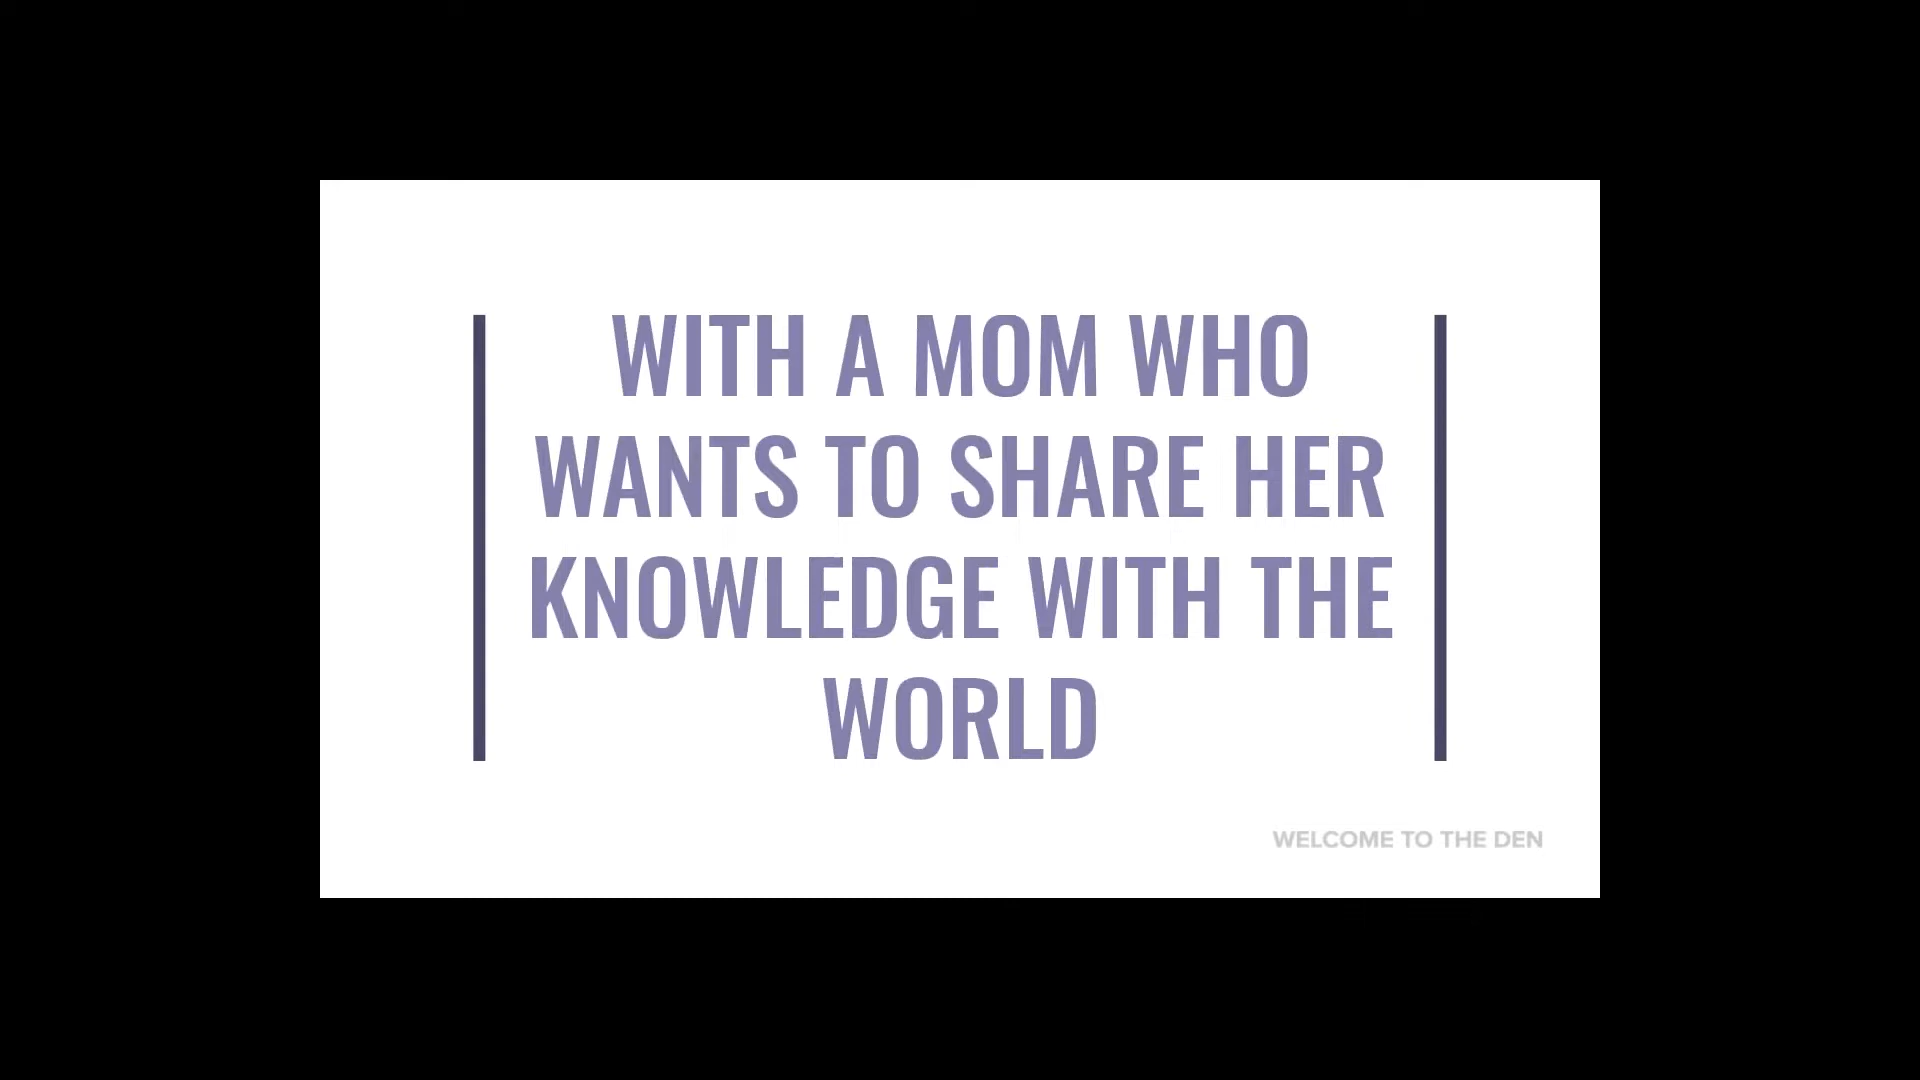 WITH A MOM WHO
WANTS TO SHARE HER
KNOWLEDGE WITH THE
WORLD
WELCOME TO THE DEN